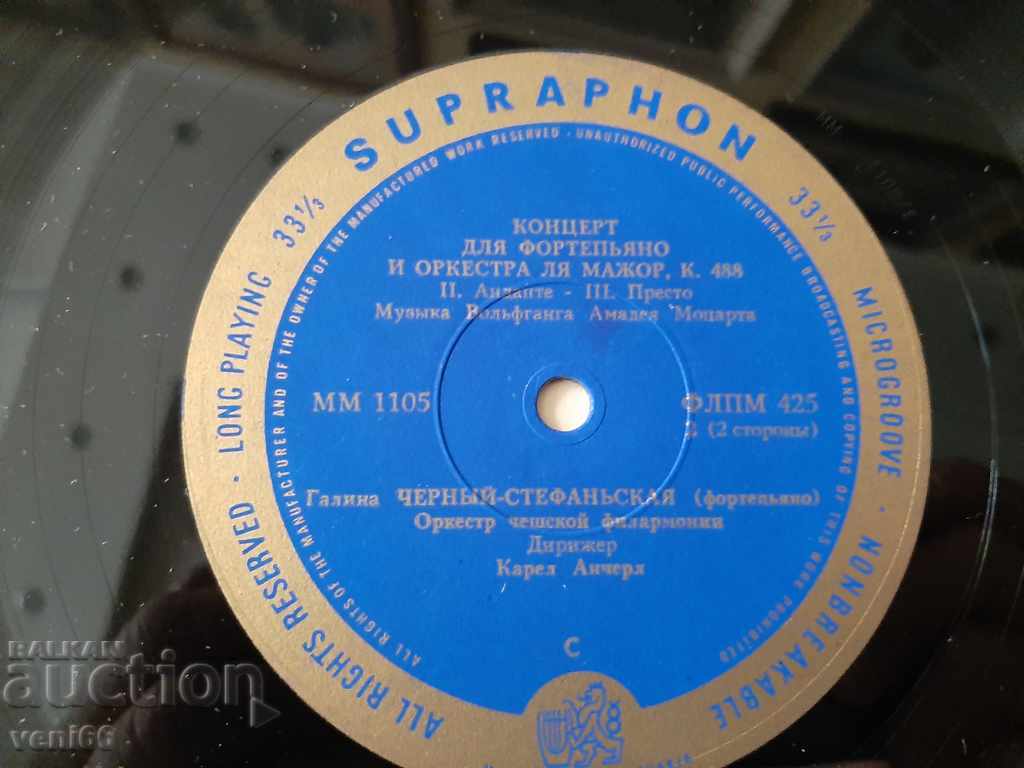 SUPRAPHON
33⅓
33⅓
ALL RIGHTS RESERVED · LONG PLAYING
MICROGROOVE · NONBREAKABLE
ALL RIGHTS OF THE MANUFACTURER AND OF THE OWNER OF THE MANUFACTURED WORK RESERVED · UNAUTHORIZED PUBLIC PERFORMANCE BROADCASTING AND COPYING OF THIS WORK PROHIBITED
КОНЦЕРТ
ДЛЯ ФОРТЕПЬЯНО
И ОРКЕСТРА ЛЯ МАЖОР, К. 488
II. Анданте - III. Престо
Музыка Вольфганга Амадея Моцарта
ММ 1105
ФЛПМ 425
2 (2 стороны)
Галина ЧЕРНЫЙ-СТЕФАНЬСКАЯ (фортепьяно)
Оркестр чешской филармонии
Дирижер
Карел Анчерл
C
BALKAN
auction
veni66